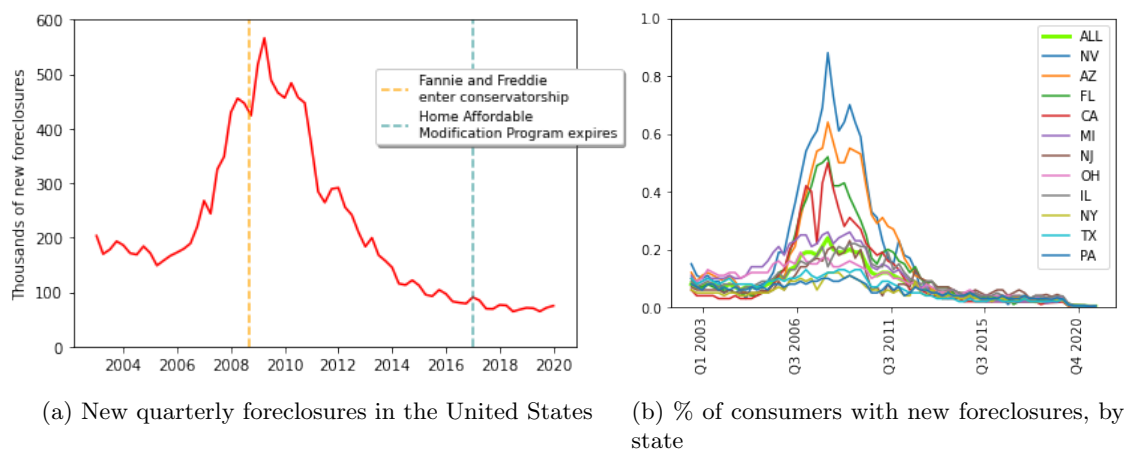 600
500
400
300
200
100
0
Thousands of new foreclosures
2004 2006 2008 2010 2012 2014 2016 2018 2020
Fannie and Freddie
enter conservatorship
Home Affordable
Modification Program expires
(a) New quarterly foreclosures in the United States
1.0
0.8
0.6
0.4
0.2
0.0
Q1 2003
Q3 2006
Q3 2011
Q3 2015
Q4 2020
ALL
NV
AZ
FL
CA
MI
NJ
OH
IL
NY
TX
PA
(b) % of consumers with new foreclosures, by
state